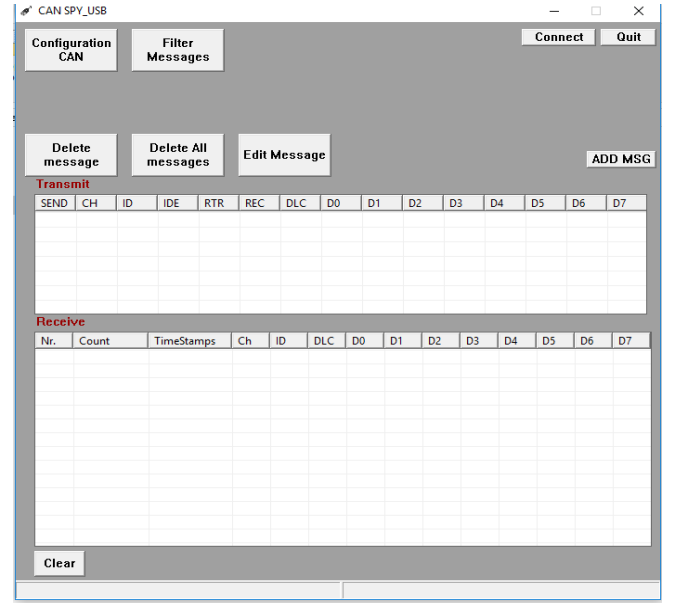 CAN SPY_USB
Configuration
CAN
Filter
Messages
Connect
Quit
Delete
message
Delete All
messages
Edit Message
ADD MSG
Transmit
SEND CH ID IDE RTR REC DLC D0 D1 D2 D3 D4 D5 D6 D7
Receive
Nr. Count TimeStamps Ch ID DLC D0 D1 D2 D3 D4 D5 D6 D7
Clear